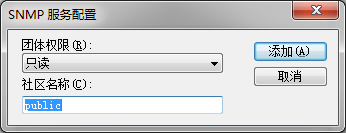 SNMP 服务配置
团体权限(R):
只读
添加(A)
取消
社区名称(C):
public